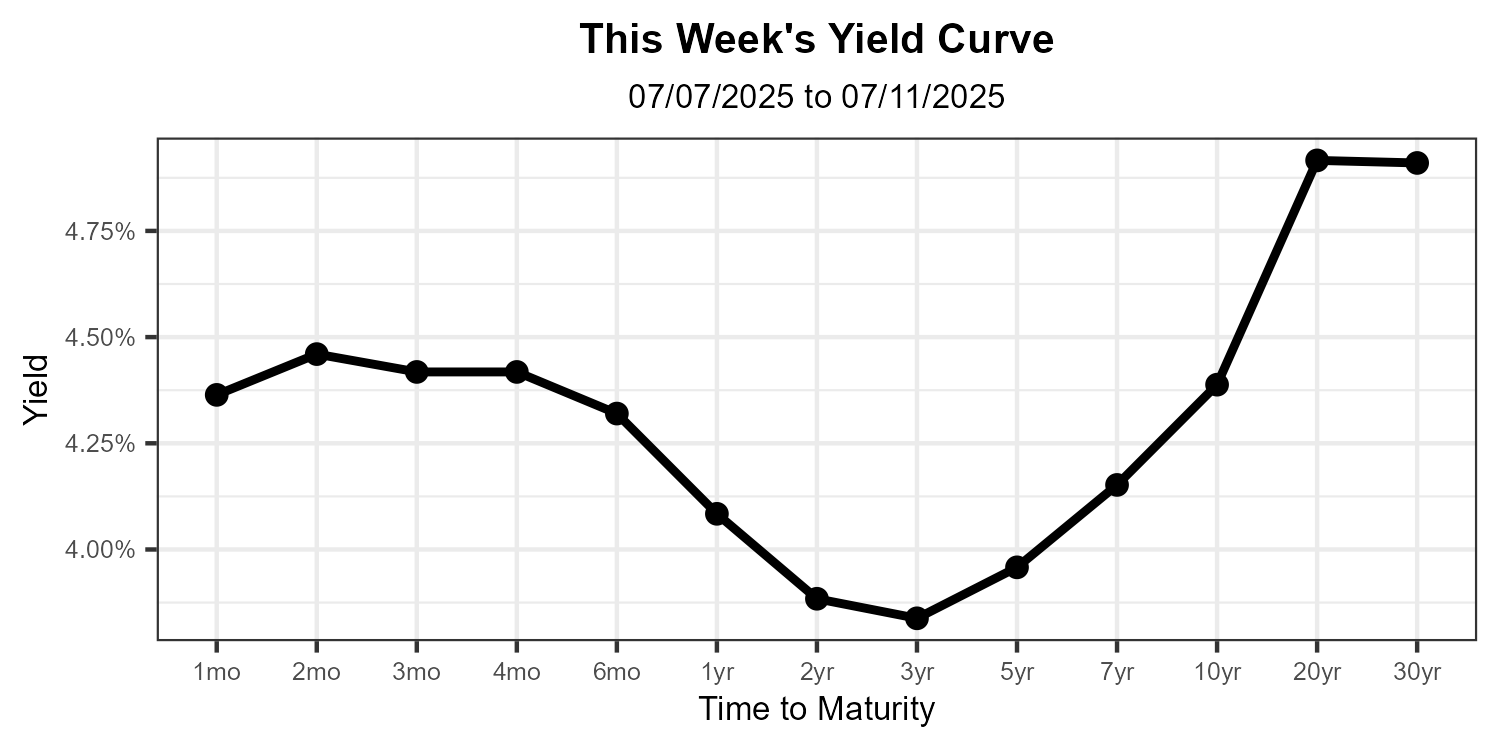 This Week's Yield Curve
07/07/2025 to 07/11/2025
Yield
4.75%
4.50%
4.25%
4.00%
1mo 2mo 3mo 4mo 6mo 1yr 2yr 3yr 5yr 7yr 10yr 20yr 30yr
Time to Maturity